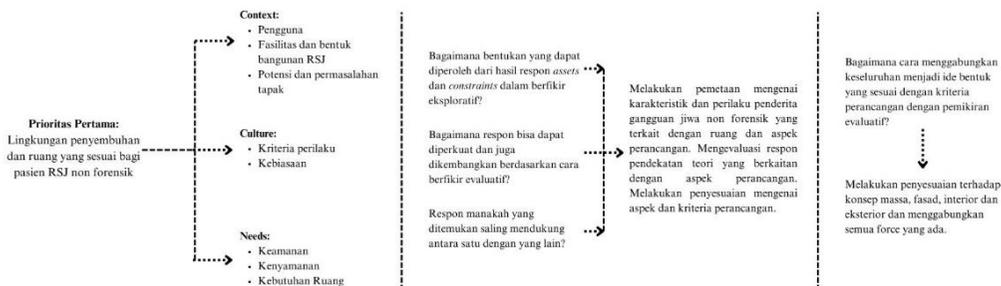 Prioritas Pertama:
Lingkungan penyembuhan
dan ruang yang sesuai bagi
pasien RSJ non forensik
Context:
• Pengguna
• Fasilitas dan bentuk
bangunan RSJ
• Potensi dan permasalahan
tapak
Culture:
• Kriteria perilaku
• Kebiasaan
Needs:
• Keamanan
• Kenyamanan
• Kebutuhan Ruang
Bagaimana bentukan yang dapat
diperoleh dari hasil respon assets
dan constraints dalam berfikir
eksploratif?
Bagaimana respon bisa dapat
diperkuat dan juga
dikembangkan berdasarkan cara
berfikir evaluatif?
Respon manakah yang
ditemukan saling mendukung
antara satu dengan yang lain?
Melakukan pemetaan mengenai
karakteristik dan perilaku penderita
gangguan jiwa non forensik yang
terkait dengan ruang dan aspek
perancangan. Mengevaluasi respon
pendekatan teori yang berkaitan
dengan aspek perancangan.
Melakukan penyesuaian mengenai
aspek dan kriteria perancangan.
Bagaimana cara menggabungkan
keseluruhan menjadi ide bentuk
yang sesuai dengan kriteria
perancangan dengan pemikiran
evaluatif?
Melakukan penyesuaian terhadap
konsep massa, fasad, interior dan
eksterior dan menggabungkan
semua force yang ada.